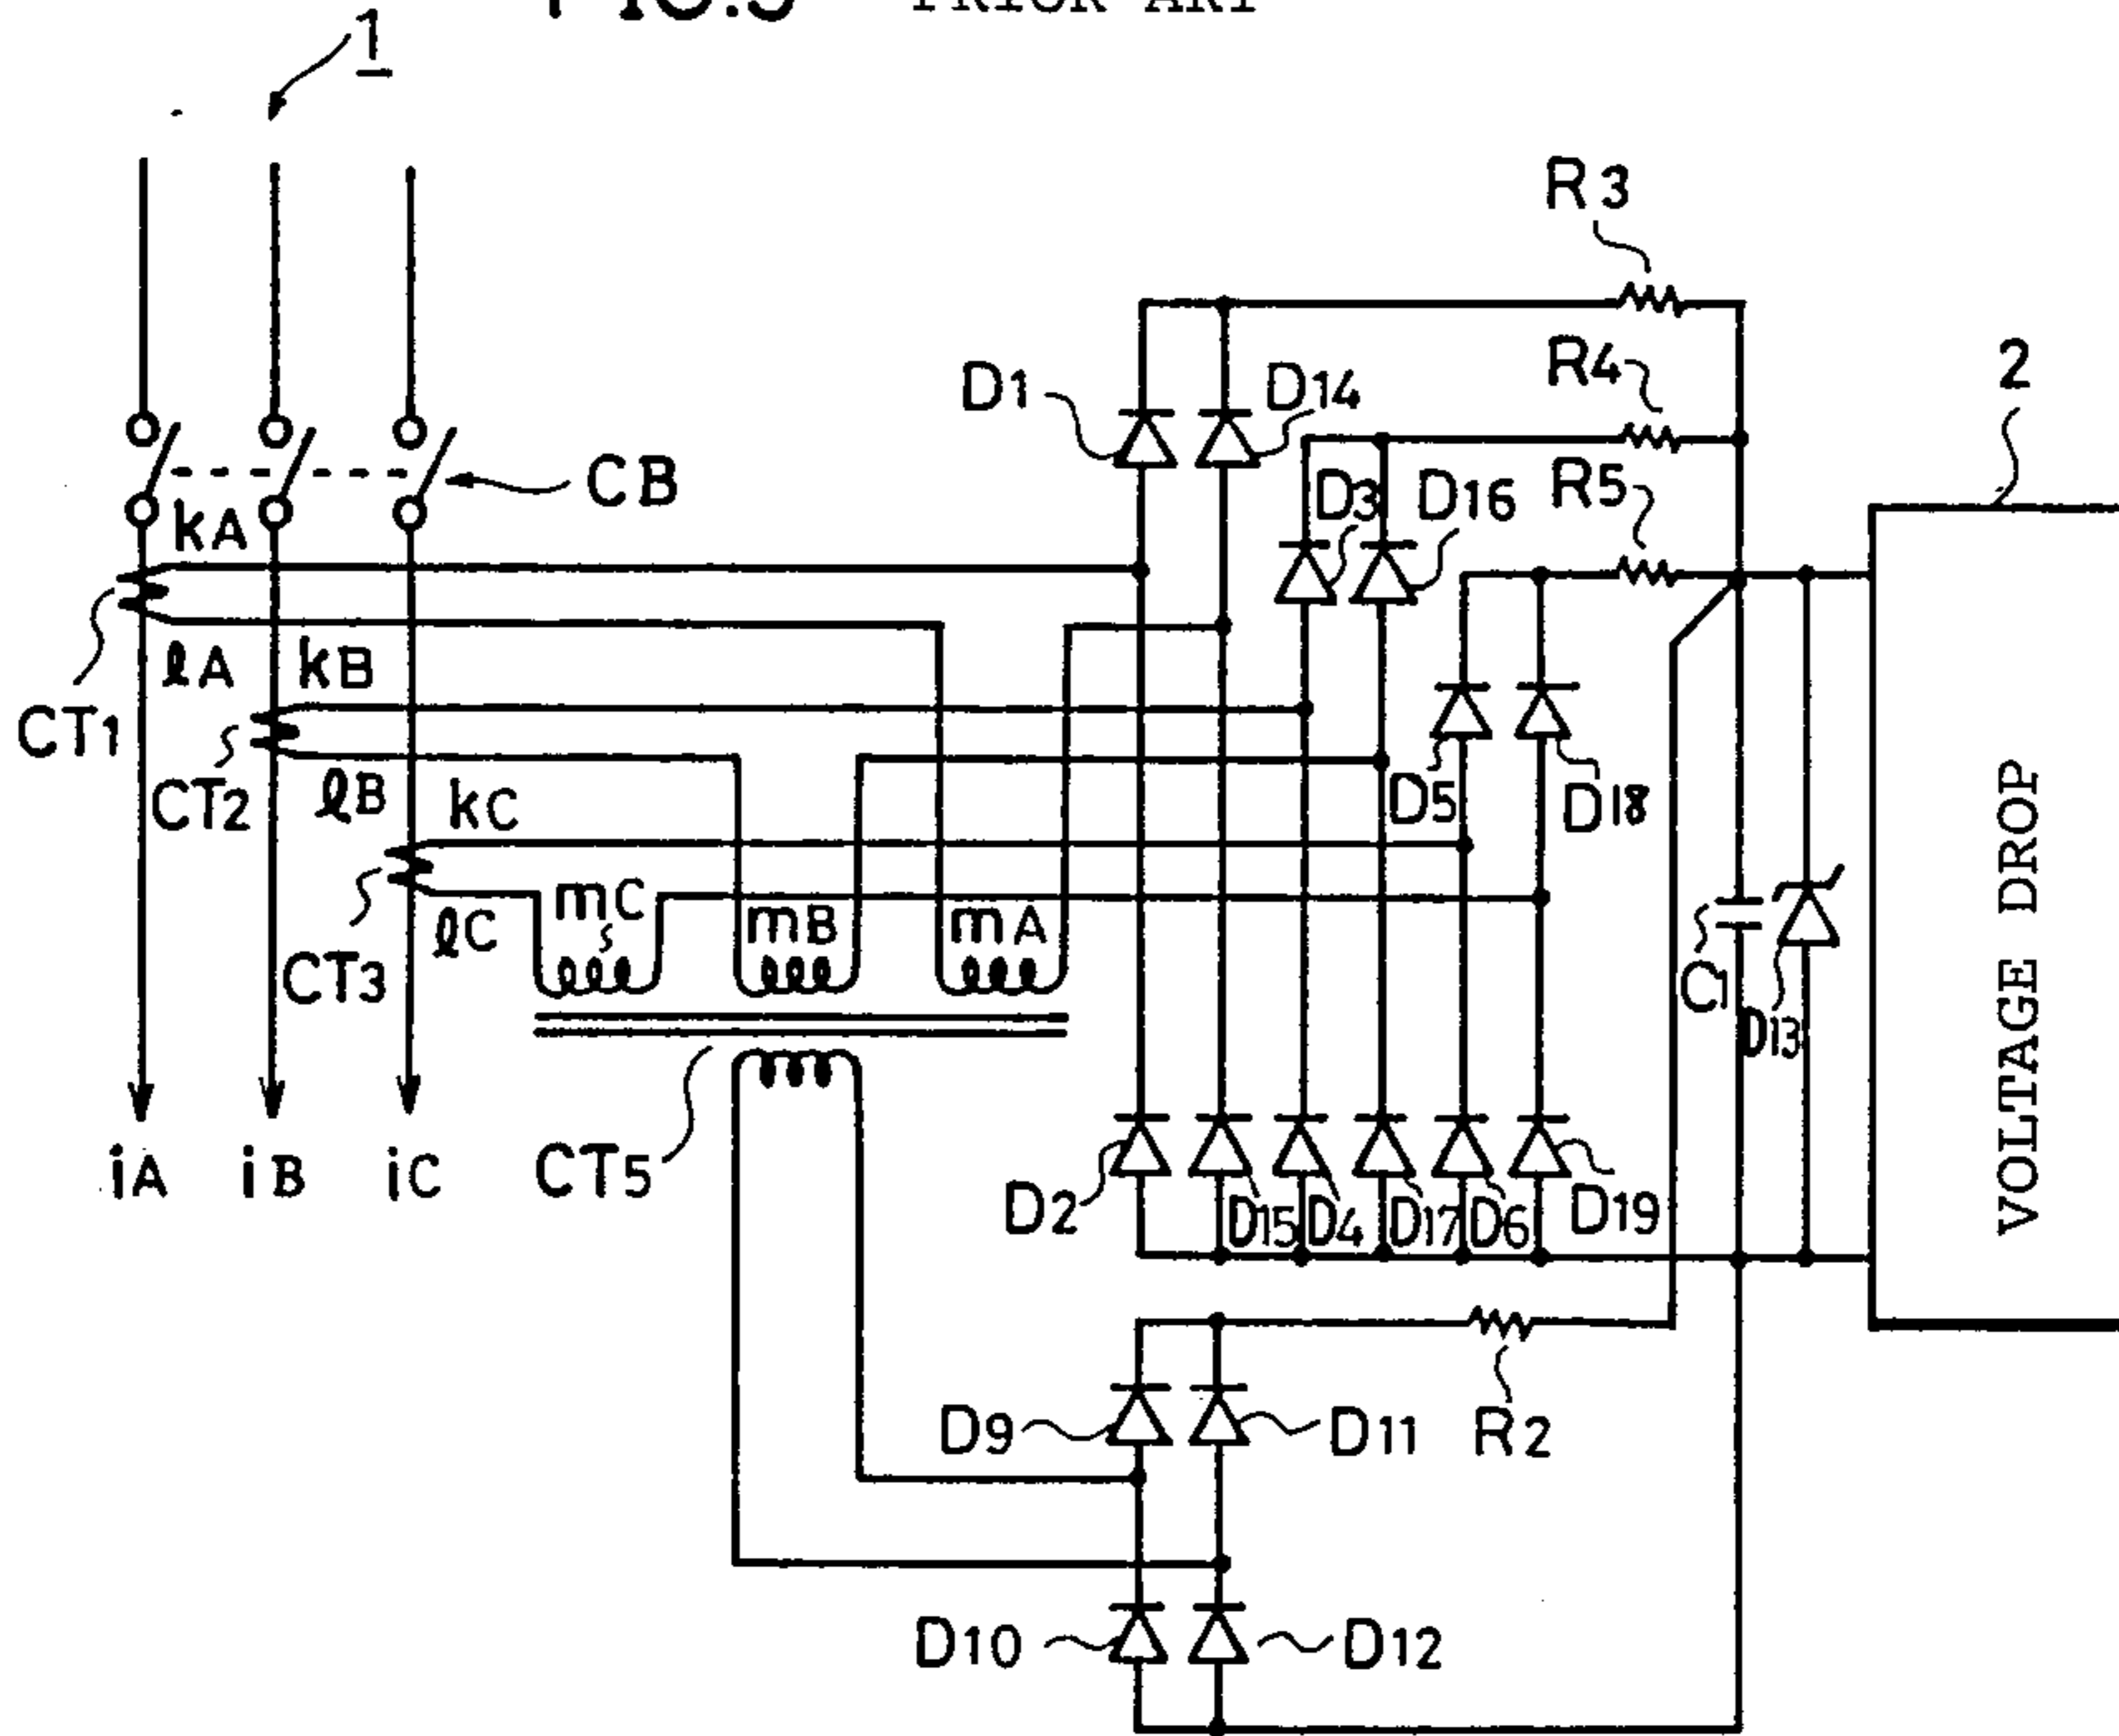 FIG.5 PRIOR ART
1
R3
R4
2
D1
D14
CB
D3
D16
R5
kA
ℓA
kB
CT1
CT2
ℓB
kC
D5
D18
mC
mB
mA
ℓC
CT3
C1
D13
VOLTAGE DROP
iA
iB
iC
CT5
D2
D15
D4
D17
D6
D19
D9
D11
R2
D10
D12